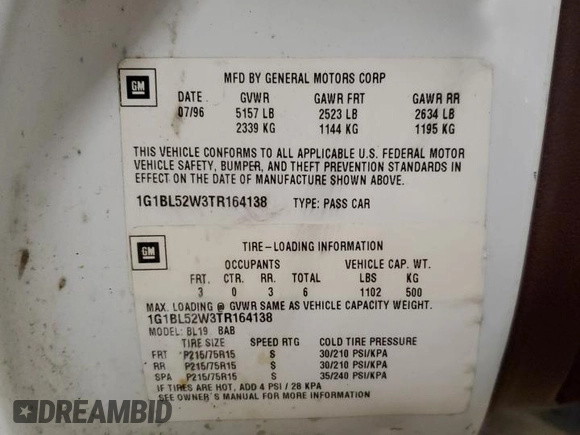 GM
MFD BY GENERAL MOTORS CORP
DATE GVWR GAWR FRT GAWR RR
07/96 5157 LB 2523 LB 2634 LB
2339 KG 1144 KG 1195 KG
THIS VEHICLE CONFORMS TO ALL APPLICABLE U.S. FEDERAL MOTOR
VEHICLE SAFETY, BUMPER, AND THEFT PREVENTION STANDARDS IN
EFFECT ON THE DATE OF MANUFACTURE SHOWN ABOVE.
1G1BL52W3TR164138 TYPE: PASS CAR
GM
TIRE-LOADING INFORMATION
OCCUPANTS VEHICLE CAP. WT.
FRT. CTR. RR. TOTAL LBS KG
3 0 3 6 1102 500
MAX. LOADING @ GVWR SAME AS VEHICLE CAPACITY WEIGHT.
1G1BL52W3TR164138
MODEL: BL19 BAB
TIRE SIZE SPEED RTG COLD TIRE PRESSURE
FRT P215/75R15 S 30/210 PSI/KPA
RR P215/75R15 S 30/210 PSI/KPA
SPA P215/75R15 S 35/240 PSI/KPA
IF TIRES ARE HOT, ADD 4 PSI / 28 KPA
SEE OWNER'S MANUAL FOR MORE INFORMATION
DREAMBID